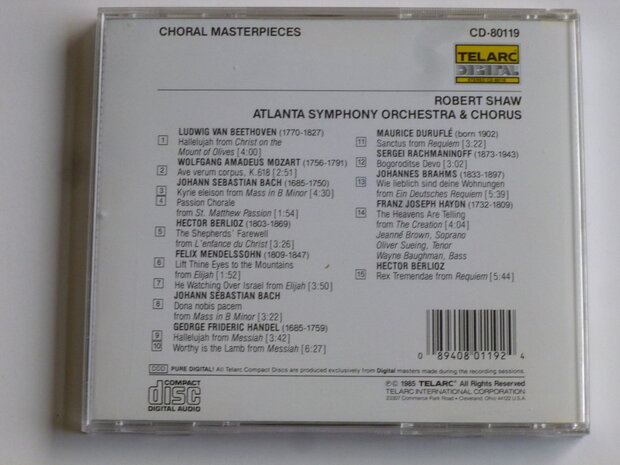 CHORAL MASTERPIECES
CD-80119
TELARC
DIGITAL
ROBERT SHAW
ATLANTA SYMPHONY ORCHESTRA & CHORUS
LUDWIG VAN BEETHOVEN (1770-1827)
1 Hallelujah from Christ on the
Mount of Olives [4:00]
WOLFGANG AMADEUS MOZART (1756-1791)
2 Ave verum corpus, K.618 [2:51]
JOHANN SEBASTIAN BACH (1685-1750)
3 Kyrie eleison from Mass in B Minor [4:30]
4 Passion Chorale
from St. Matthew Passion [1:54]
HECTOR BERLIOZ (1803-1869)
5 The Shepherds' Farewell
from L'enfance du Christ [3:26]
FELIX MENDELSSOHN (1809-1847)
6 Lift Thine Eyes to the Mountains
from Elijah [1:52]
7 He Watching Over Israel from Elijah [3:50]
JOHANN SEBASTIAN BACH
8 Dona nobis pacem
from Mass in B Minor [3:22]
GEORGE FRIDERIC HANDEL (1685-1759)
9 Hallelujah from Messiah [3:42]
10 Worthy is the Lamb from Messiah [6:27]
MAURICE DURUFLÉ (born 1902)
11 Sanctus from Requiem [3:22]
SERGEI RACHMANINOFF (1873-1943)
12 Bogoroditse Devo [3:02]
JOHANNES BRAHMS (1833-1897)
13 Wie lieblich sind deine Wohnungen
from Ein Deutsches Requiem [5:39]
FRANZ JOSEPH HAYDN (1732-1809)
14 The Heavens Are Telling
from The Creation [4:04]
Jeanné Brown, Soprano
Oliver Sueing, Tenor
Wayne Baughman, Bass
HECTOR BERLIOZ
15 Rex Tremendae from Requiem [5:44]
0 89408 01192 4
DDD PURE DIGITAL! All Telarc Compact Discs are produced exclusively from Digital masters made during the recording sessions.
COMPACT
disc
DIGITAL AUDIO
℗© 1985 TELARC® All Rights Reserved
TELARC INTERNATIONAL CORPORATION
23307 Commerce Park Road • Cleveland, Ohio 44122 U.S.A.